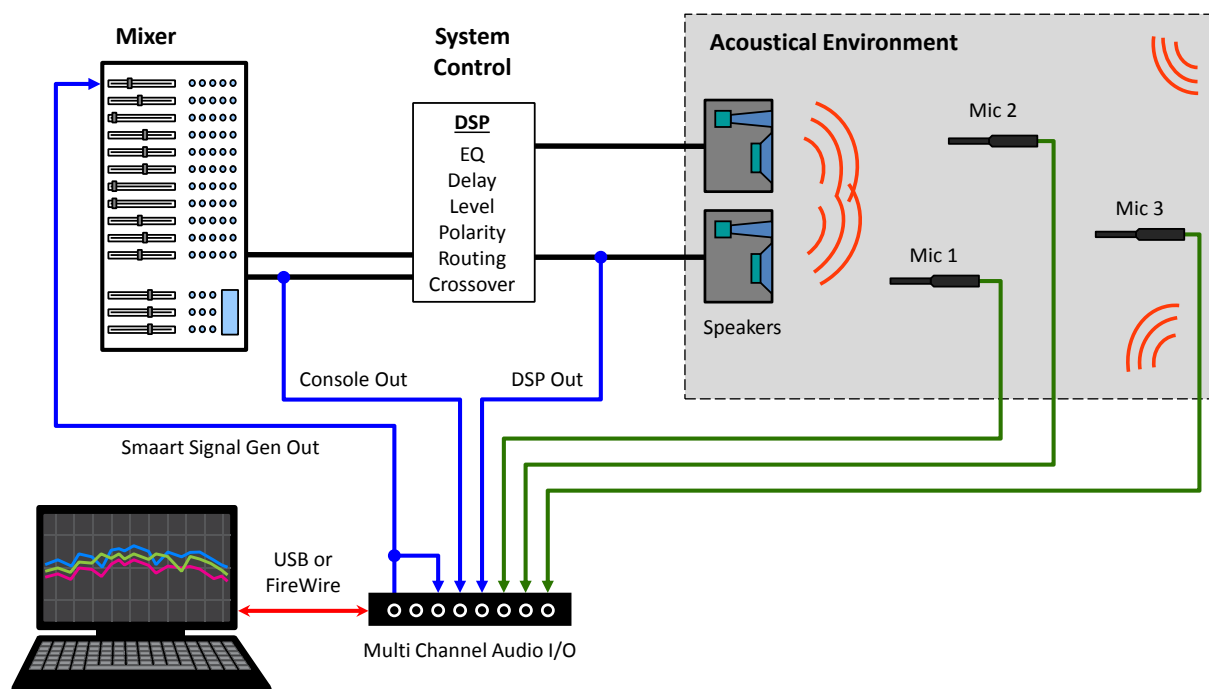 Mixer
System
Control
Acoustical Environment
DSP
EQ
Delay
Level
Polarity
Routing
Crossover
Mic 2
Mic 3
Mic 1
Speakers
Console Out
DSP Out
Smaart Signal Gen Out
USB or
FireWire
Multi Channel Audio I/O